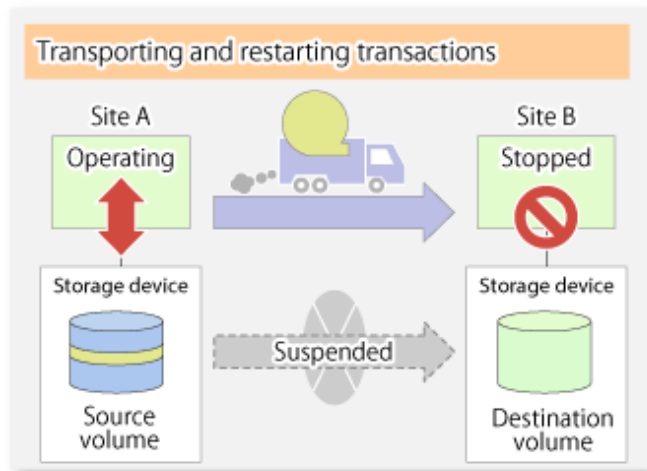 Transporting and restarting transactions
Site A
Site B
Operating
Stopped
Storage device
Storage device
Suspended
Source
volume
Destination
volume